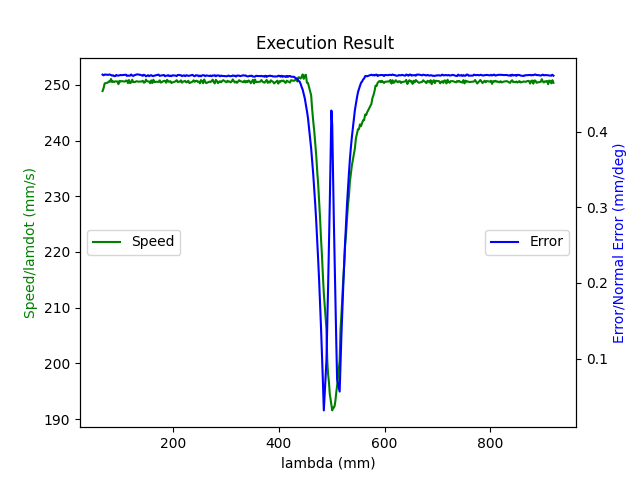 Execution Result
Speed/lamdot (mm/s)
250
240
230
220
210
200
190
Speed
Error
0.4
0.3
0.2
0.1
Error/Normal Error (mm/deg)
200
400
600
800
lambda (mm)